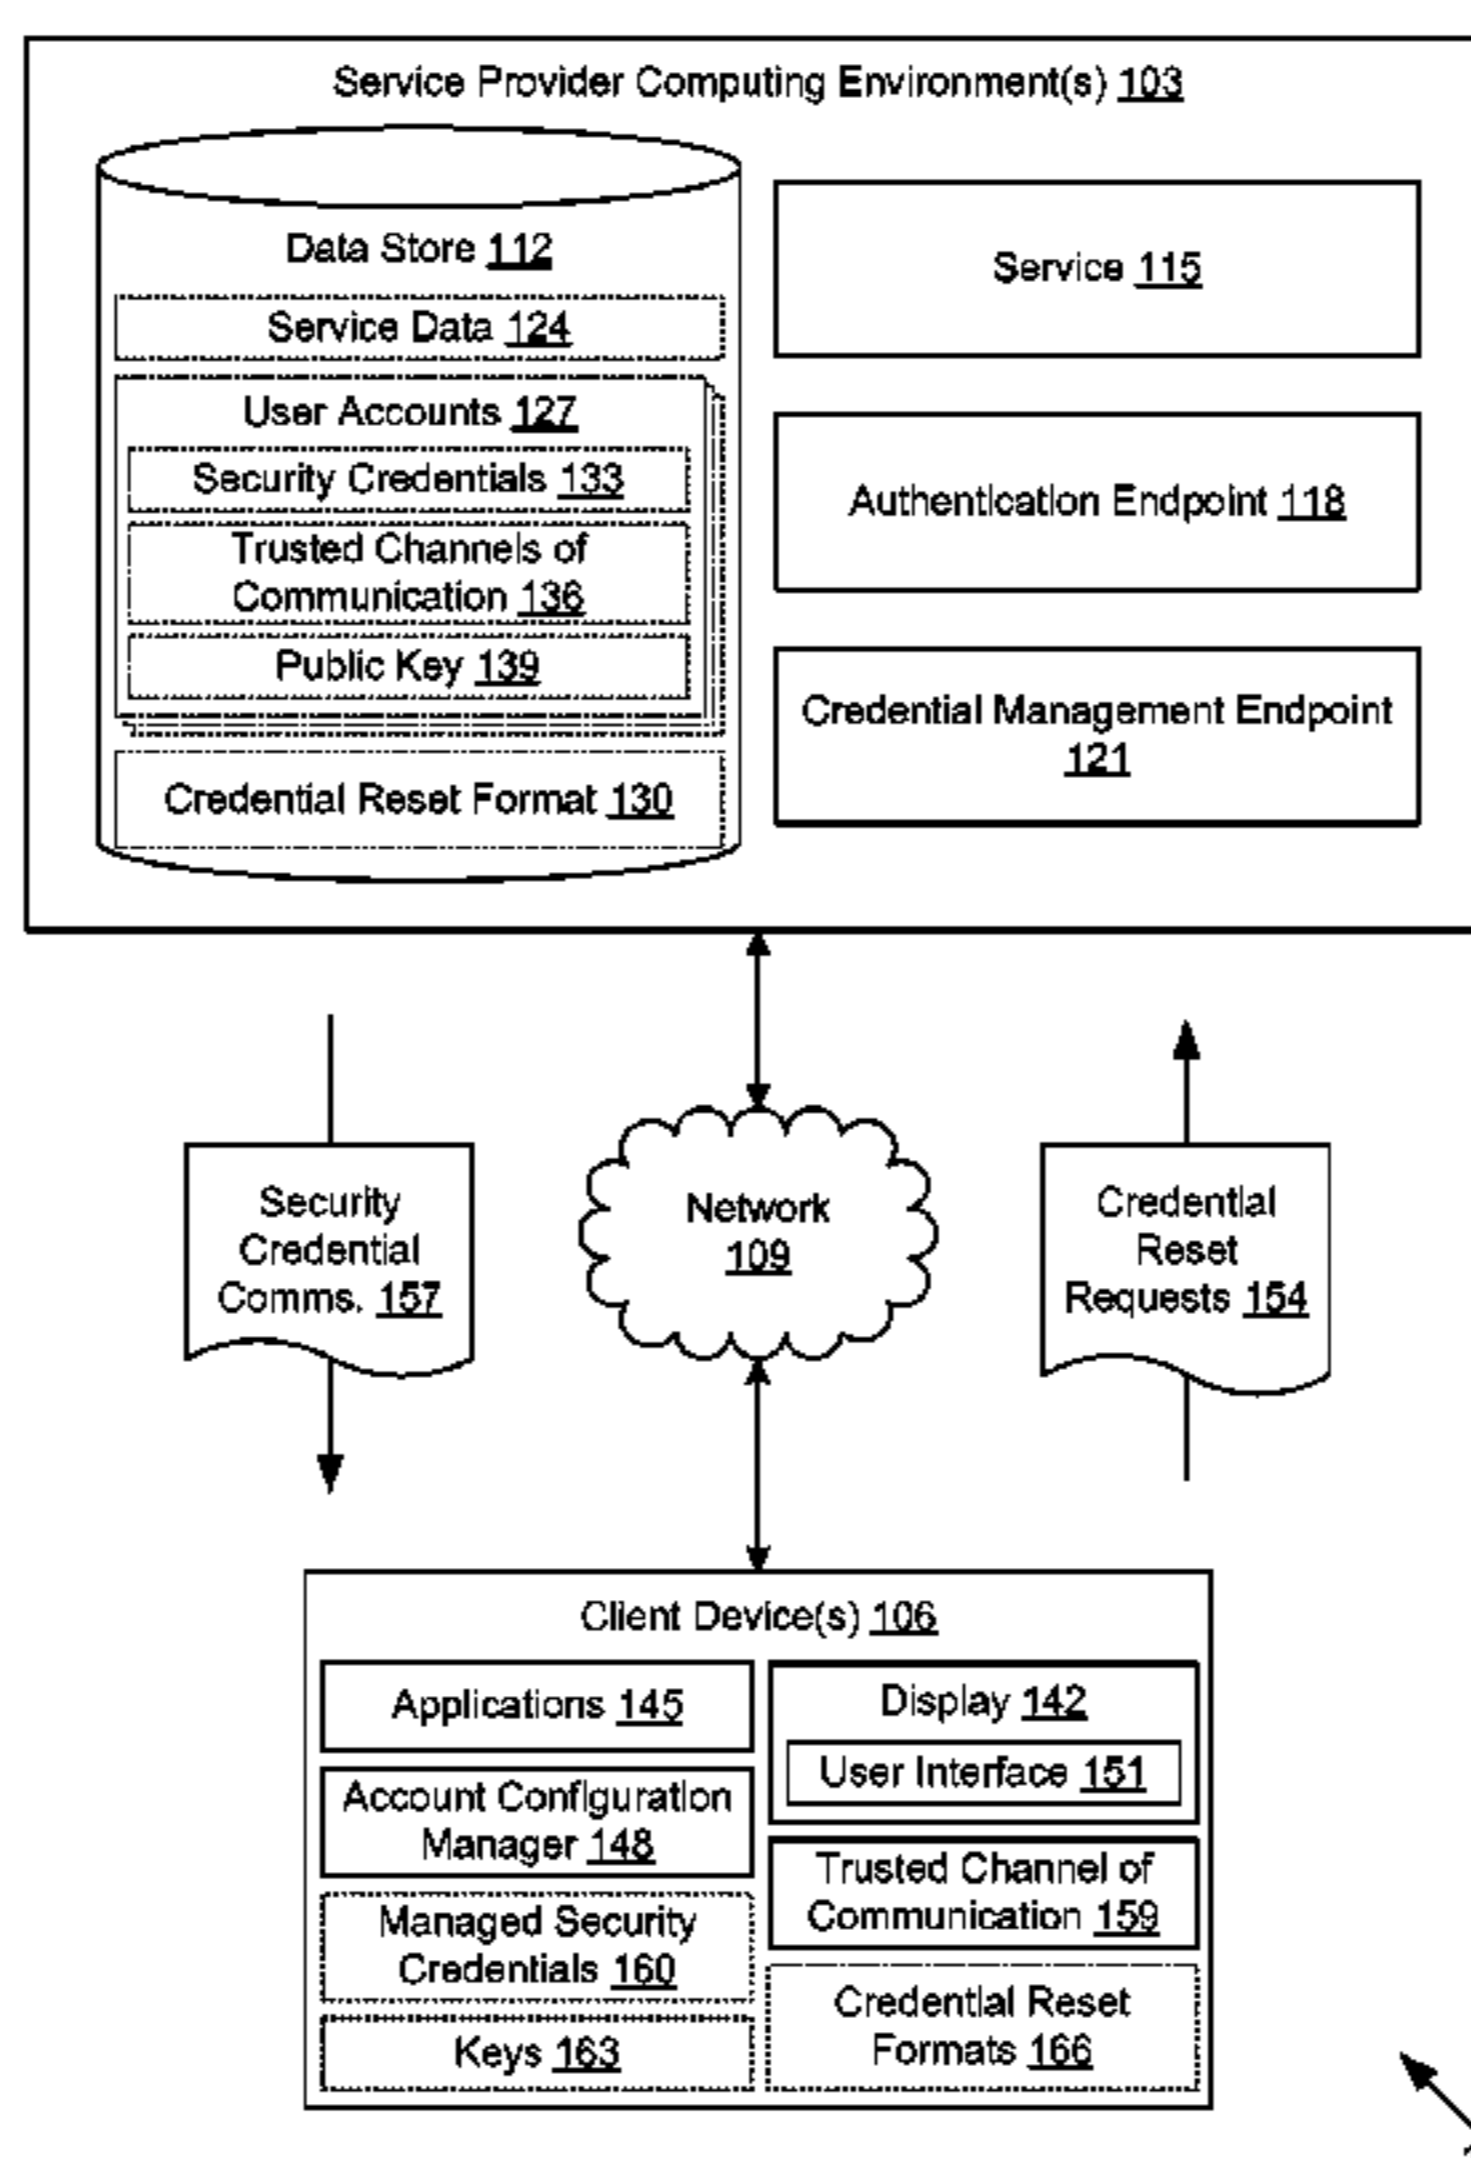 Service Provider Computing Environment(s) 103
Data Store 112
Service Data 124
User Accounts 127
Security Credentials 133
Trusted Channels of
Communication 136
Public Key 139
Credential Reset Format 130
Service 115
Authentication Endpoint 118
Credential Management Endpoint
121
Security
Credential
Comms. 157
Network
109
Credential
Reset
Requests 154
Client Device(s) 106
Applications 145
Account Configuration
Manager 148
Managed Security
Credentials 160
Keys 163
Display 142
User Interface 151
Trusted Channel of
Communication 159
Credential Reset
Formats 166